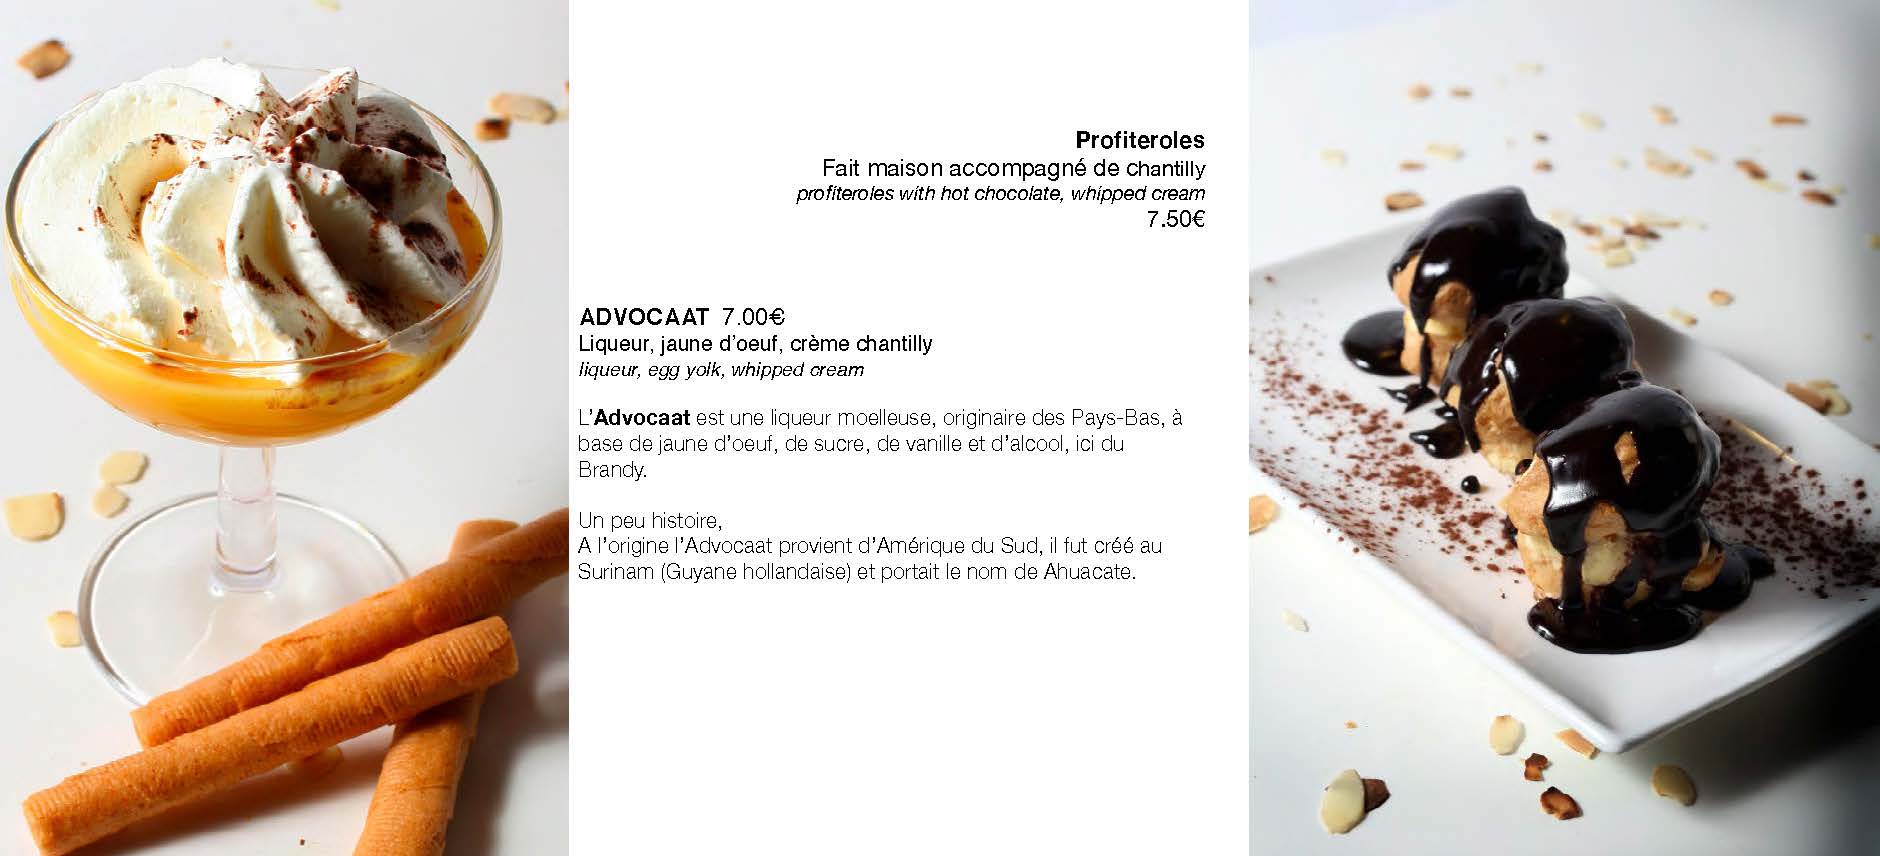 Profiteroles
Fait maison accompagné de chantilly
profiteroles with hot chocolate, whipped cream
7.50€
ADVOCAAT 7.00€
Liqueur, jaune d'oeuf, crème chantilly
liqueur, egg yolk, whipped cream
L'Advocaat est une liqueur moelleuse, originaire des Pays-Bas, à
base de jaune d'oeuf, de sucre, de vanille et d'alcool, ici du
Brandy.
Un peu histoire,
A l'origine l'Advocaat provient d'Amérique du Sud, il fut créé au
Surinam (Guyane hollandaise) et portait le nom de Ahuacate.